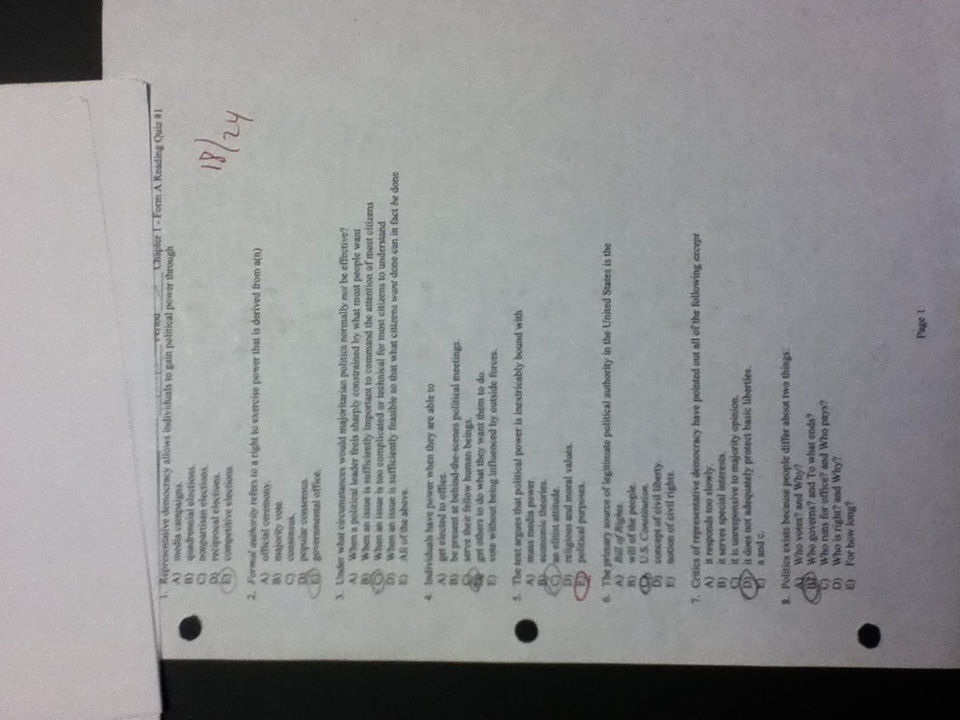 Period Chapter 1 - Form A Reading Quiz #1
1. Representative democracy allows individuals to gain political power through
A) media campaigns.
B) quadrennial elections.
C) nonpartisan elections.
D) reciprocal elections.
E) competitive elections.
18/24
2. Formal authority refers to a right to exercise power that is derived from a(n)
A) official ceremony.
B) majority vote.
C) consensus.
D) popular consensus.
E) governmental office.
3. Under what circumstances would majoritarian politics normally not be effective?
A) When a political leader feels sharply constrained by what most people want
B) When an issue is sufficiently important to command the attention of most citizens
C) When an issue is too complicated or technical for most citizens to understand
D) When an issue is sufficiently feasible so that what citizens want done can in fact be done
E) All of the above.
4. Individuals have power when they are able to
A) get elected to office.
B) be present at behind-the-scenes political meetings.
C) serve their fellow human beings.
D) get others to do what they want them to do.
E) vote without being influenced by outside forces.
5. The text argues that political power is inextricably bound with
A) mass media power.
B) economic theories.
C) an elitist attitude.
D) religious and moral values.
E) political purposes.
6. The primary source of legitimate political authority in the United States is the
A) Bill of Rights.
B) will of the people.
C) U.S. Constitution.
D) concept of civil liberty
E) notion of civil rights.
7. Critics of representative democracy have pointed out all of the following except
A) it responds too slowly.
B) it serves special interests.
C) it is unresponsive to majority opinion.
D) it does not adequately protect basic liberties.
E) a and c.
8. Politics exists because people differ about two things:
A) Who votes? and Why?
B) Who governs? and To what ends?
C) Who runs for office? and Who pays?
D) Who is right? and Why?
E) For how long?
Page 1